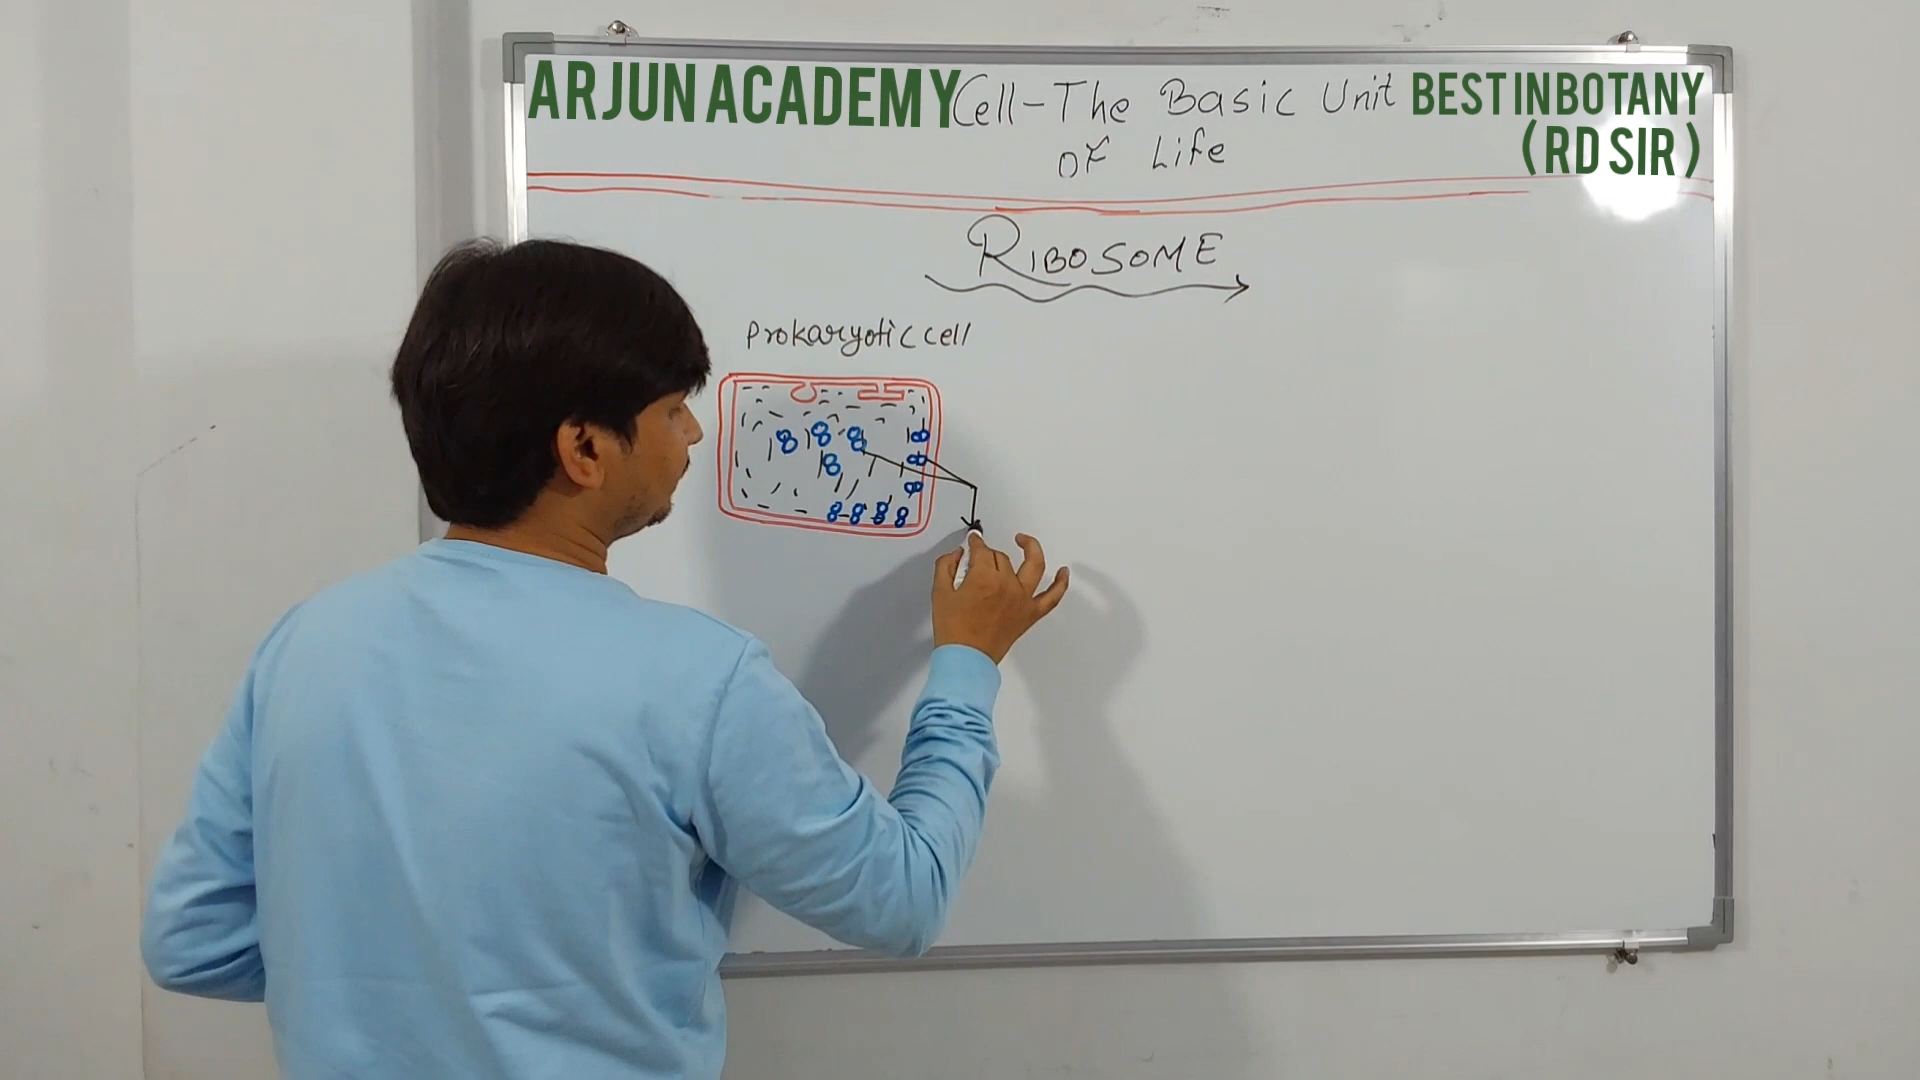 ARJUN ACADEMY
Cell-The Basic Unit
of Life
BEST IN BOTANY
(RD SIR)
RIBOSOME
Prokaryotic cell